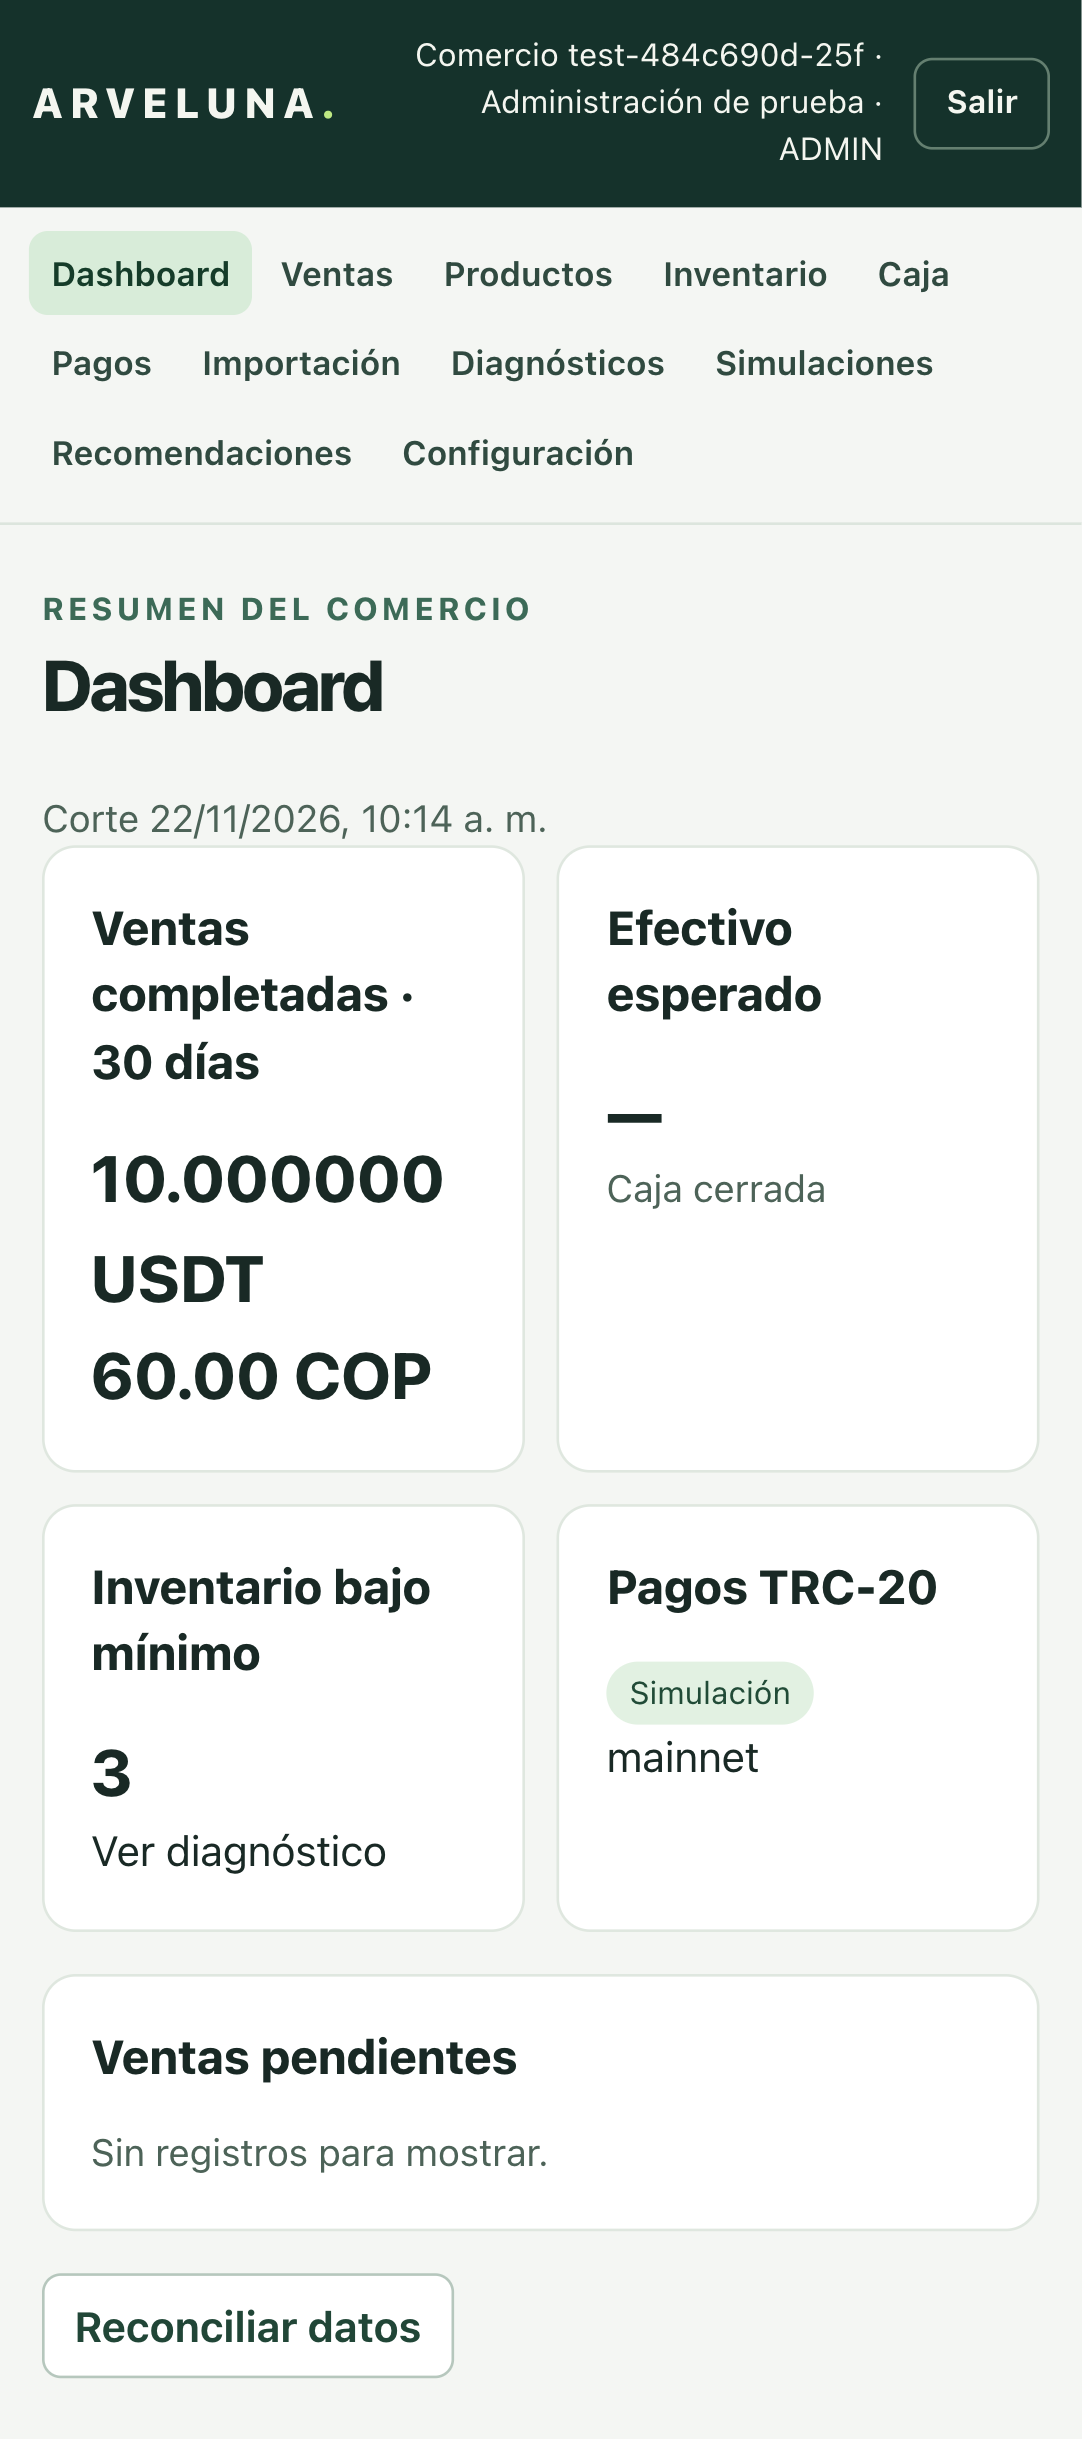 ARVELUNA.
Comercio test-484c690d-25f ·
Administración de prueba ·
ADMIN
Salir
Dashboard Ventas Productos Inventario Caja
Pagos Importación Diagnósticos Simulaciones
Recomendaciones Configuración
RESUMEN DEL COMERCIO
Dashboard
Corte 22/11/2026, 10:14 a. m.
Ventas
completadas ·
30 días
10.000000
USDT
60.00 COP
Efectivo
esperado
—
Caja cerrada
Inventario bajo
mínimo
3
Ver diagnóstico
Pagos TRC-20
Simulación
mainnet
Ventas pendientes
Sin registros para mostrar.
Reconciliar datos